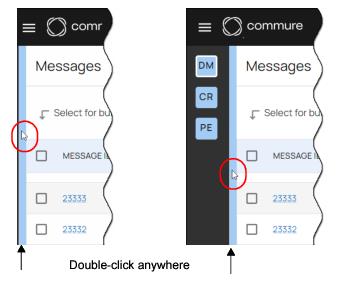 comr
Messages
Select for bu
MESSAGE I
23333
23332
commure
DM
CR
PE
Messages
Select for bu
MESSAGE I
23333
23332
Double-click anywhere